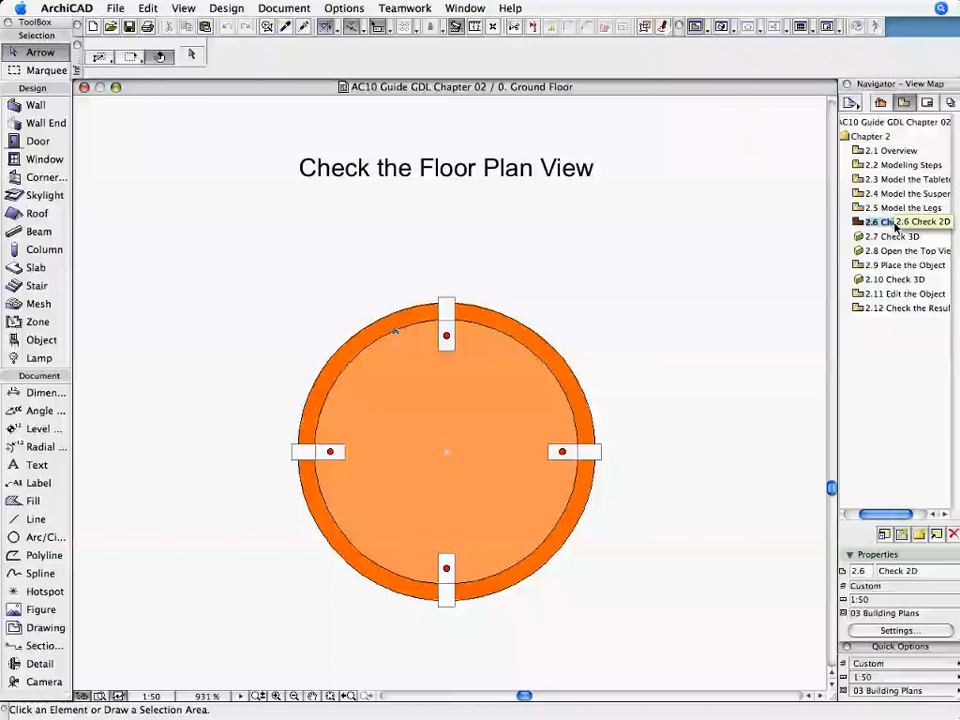 ArchiCAD File Edit View Design Document Options Teamwork Window Help
ToolBox
Selection
Arrow
Marquee
Design
Wall
Wall End
Door
Window
Corner...
Skylight
Roof
Beam
Column
Slab
Stair
Mesh
Zone
Object
Lamp
Document
Dimen...
Angle ...
Level ...
Radial ...
Text
Label
Fill
Line
Arc/Ci...
Polyline
Spline
Hotspot
Figure
Drawing
Sectio...
Detail
Camera
AC10 Guide GDL Chapter 02 / 0. Ground Floor
Check the Floor Plan View
1:50
931 %
Navigator - View Map
AC10 Guide GDL Chapter 02
Chapter 2
2.1 Overview
2.2 Modeling Steps
2.3 Model the Tablet
2.4 Model the Susper
2.5 Model the Legs
2.6 Ch 2.6 Check 2D
2.7 Check 3D
2.8 Open the Top Vie
2.9 Place the Object
2.10 Check 3D
2.11 Edit the Object
2.12 Check the Resul
Properties
2.6 Check 2D
Custom
1:50
03 Building Plans
Settings...
Quick Options
Custom
1:50
03 Building Plans
Click an Element or Draw a Selection Area.